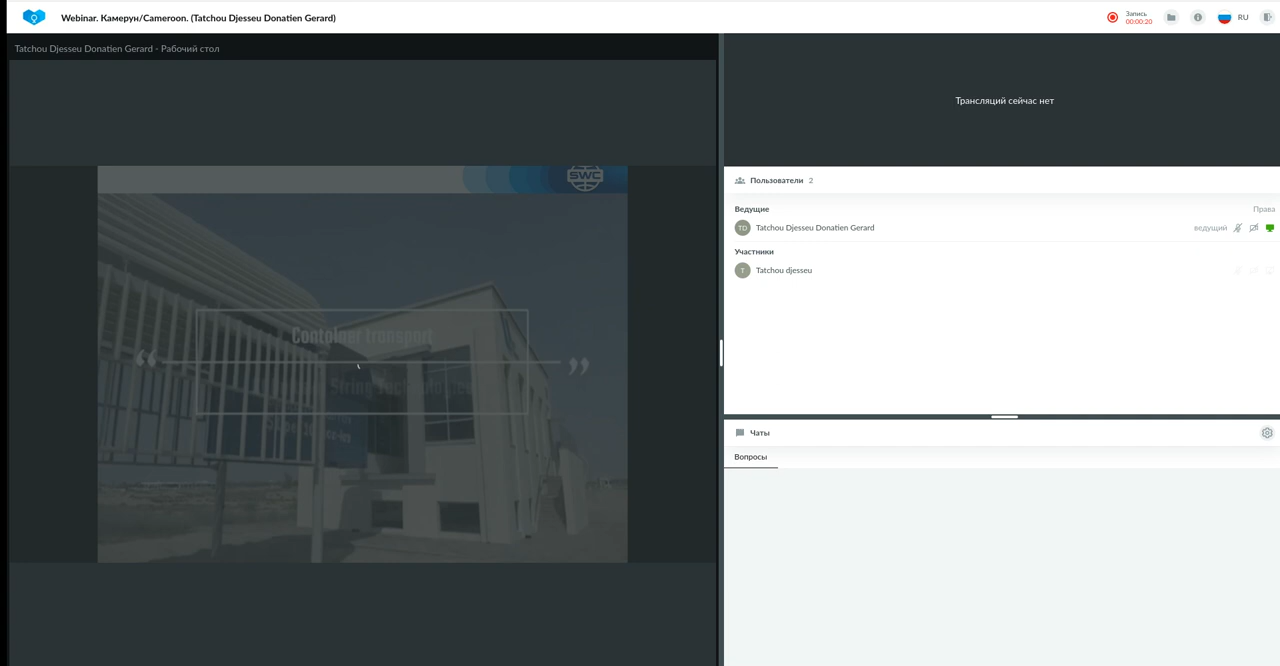 Webinar. Камерун/Cameroon. (Tatchou Djesseu Donatien Gerard)
Запись
00:00:20
RU
Tatchou Djesseu Donatien Gerard - Рабочий стол
SWC
Container transport
String Technologies
Трансляций сейчас нет
Пользователи 2
Ведущие Права
TD Tatchou Djesseu Donatien Gerard ведущий
Участники
T Tatchou djesseu
Чаты
Вопросы